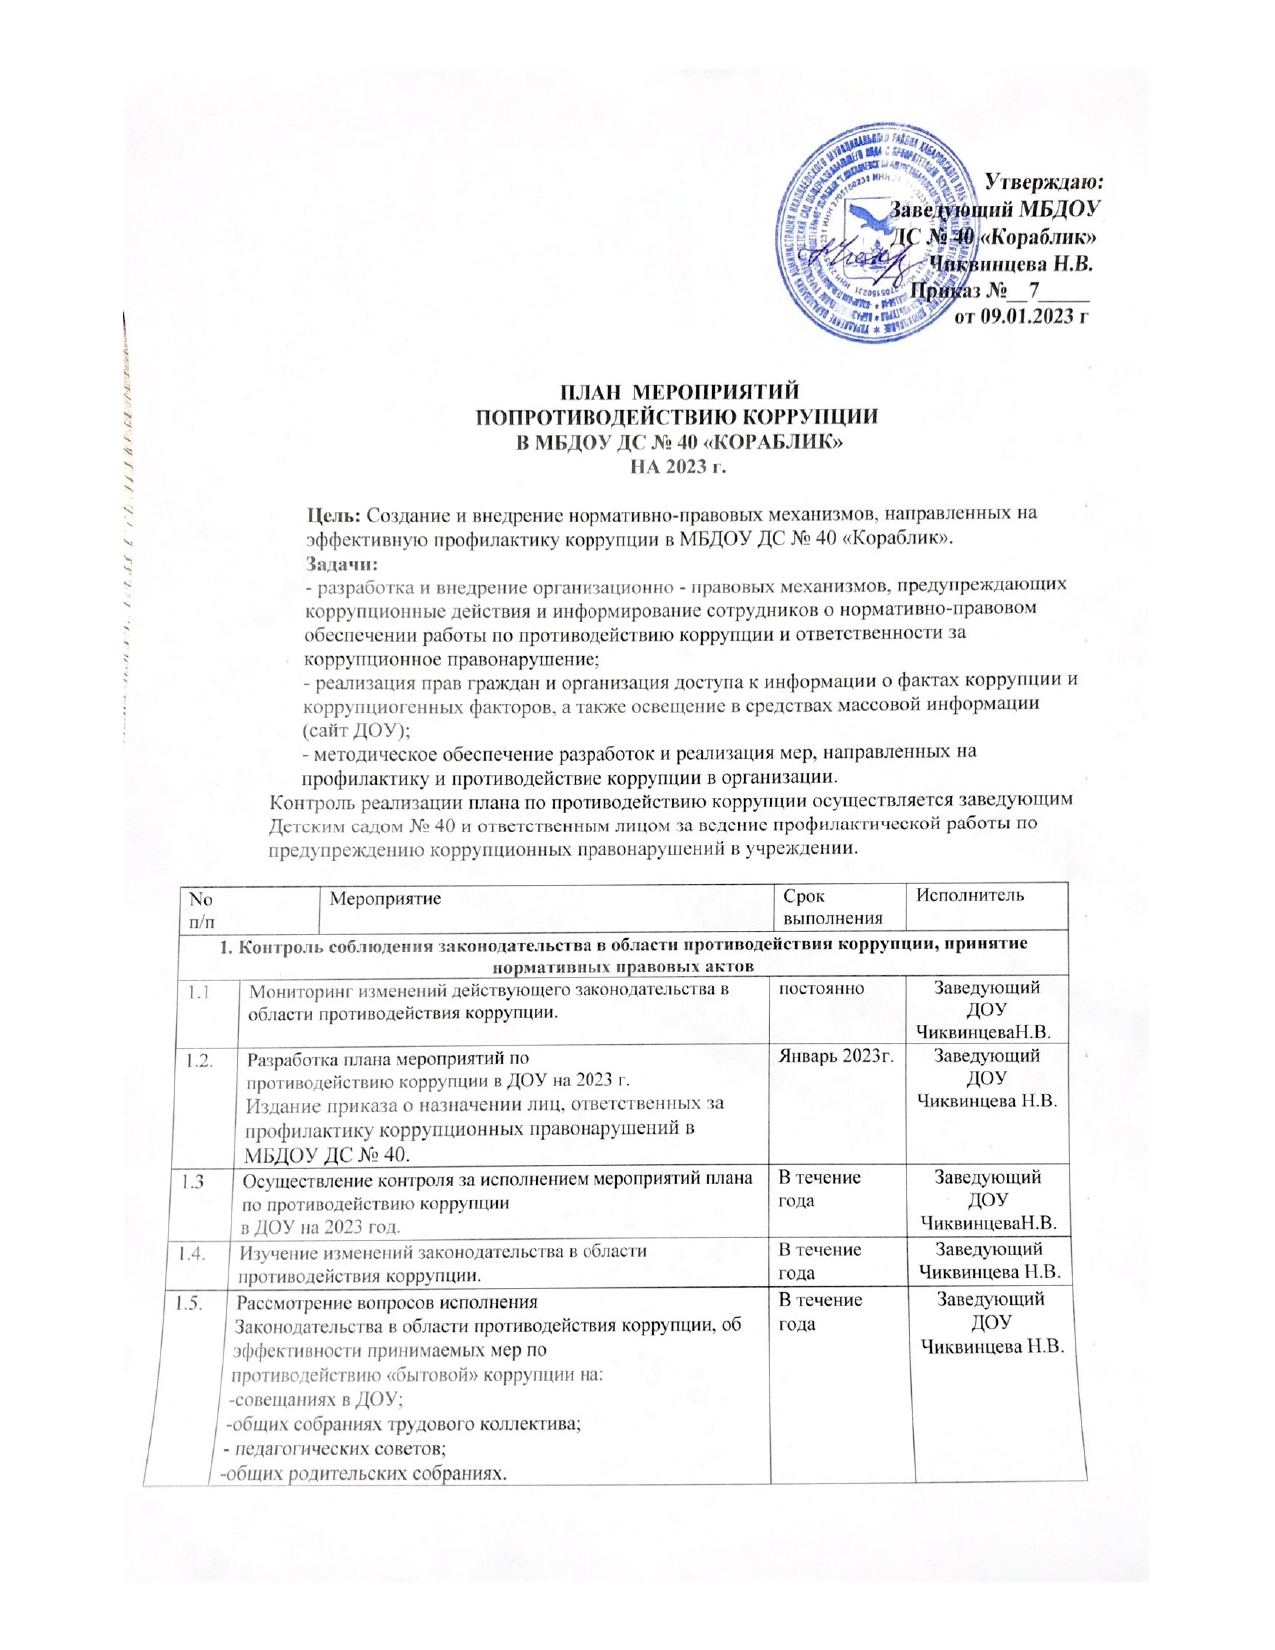 Утверждаю:
Заведующий МБДОУ
ДС № 40 «Кораблик»
Чиквинцева Н.В.
Приказ №__7_____
от 09.01.2023 г
ПЛАН МЕРОПРИЯТИЙ
ПОПРОТИВОДЕЙСТВИЮ КОРРУПЦИИ
В МБДОУ ДС № 40 «КОРАБЛИК»
НА 2023 г.
Цель: Создание и внедрение нормативно-правовых механизмов, направленных на
эффективную профилактику коррупции в МБДОУ ДС № 40 «Кораблик».
Задачи:
- разработка и внедрение организационно - правовых механизмов, предупреждающих
коррупционные действия и информирование сотрудников о нормативно-правовом
обеспечении работы по противодействию коррупции и ответственности за
коррупционное правонарушение;
- реализация прав граждан и организация доступа к информации о фактах коррупции и
коррупциогенных факторов, а также освещение в средствах массовой информации
(сайт ДОУ);
- методическое обеспечение разработок и реализация мер, направленных на
профилактику и противодействие коррупции в организации.
Контроль реализации плана по противодействию коррупции осуществляется заведующим
Детским садом № 40 и ответственным лицом за ведение профилактической работы по
предупреждению коррупционных правонарушений в учреждении.
No Мероприятие Срок Исполнитель
п/п выполнения
1. Контроль соблюдения законодательства в области противодействия коррупции, принятие
нормативных правовых актов
1.1 Мониторинг изменений действующего законодательства в постоянно Заведующий
области противодействия коррупции. ДОУ
ЧиквинцеваН.В.
1.2. Разработка плана мероприятий по Январь 2023г. Заведующий
противодействию коррупции в ДОУ на 2023 г. ДОУ
Издание приказа о назначении лиц, ответственных за Чиквинцева Н.В.
профилактику коррупционных правонарушений в
МБДОУ ДС № 40.
1.3 Осуществление контроля за исполнением мероприятий плана В течение Заведующий
по противодействию коррупции года ДОУ
в ДОУ на 2023 год. ЧиквинцеваН.В.
1.4. Изучение изменений законодательства в области В течение Заведующий
противодействия коррупции. года Чиквинцева Н.В.
1.5. Рассмотрение вопросов исполнения В течение Заведующий
Законодательства в области противодействия коррупции, об года ДОУ
эффективности принимаемых мер по Чиквинцева Н.В.
противодействию «бытовой» коррупции на:
-совещаниях в ДОУ;
-общих собраниях трудового коллектива;
- педагогических советов;
-общих родительских собраниях.